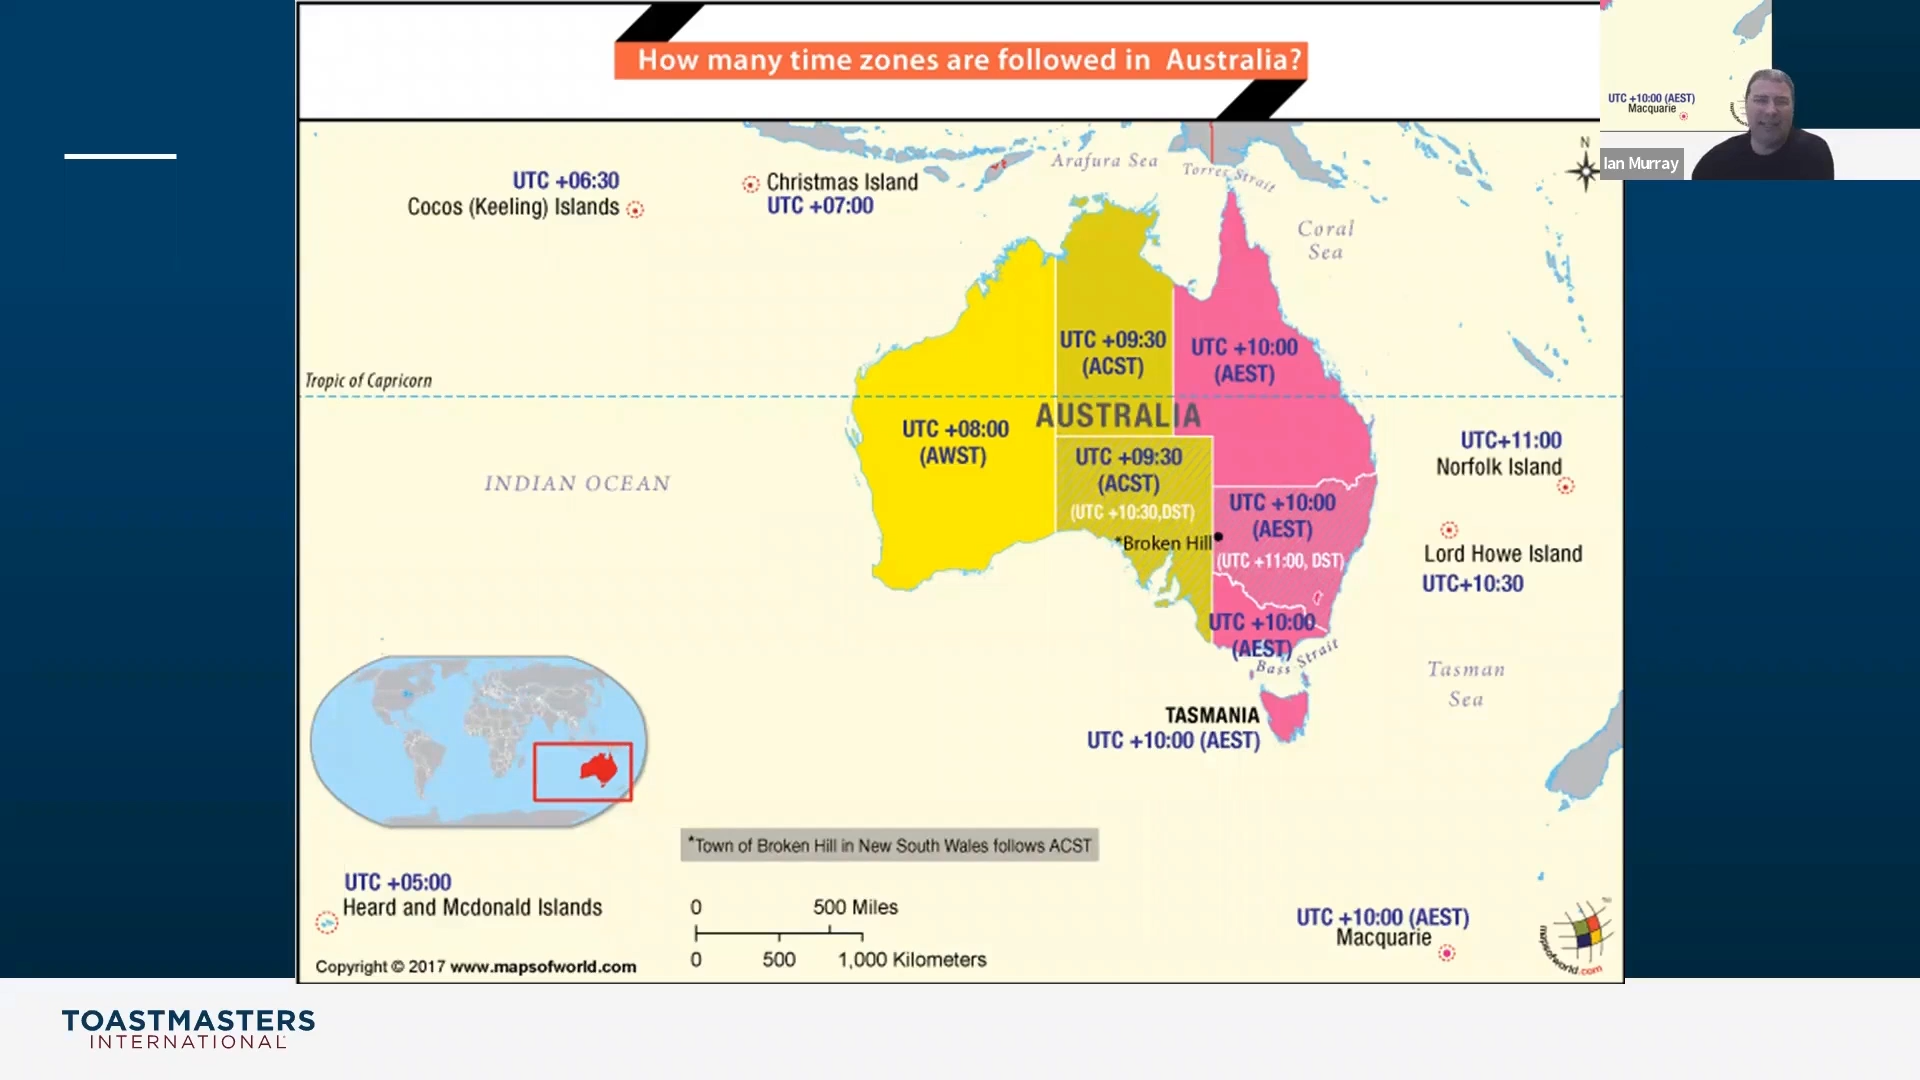 How many time zones are followed in Australia?
UTC +10:00 (AEST)
Macquarie
Ian Murray
N
Arafura Sea
Torres Strait
UTC +06:30
Cocos (Keeling) Islands
Christmas Island
UTC +07:00
Coral
Sea
UTC +09:30
(ACST)
UTC +10:00
(AEST)
Tropic of Capricorn
AUSTRALIA
UTC +08:00
(AWST)
UTC +09:30
(ACST)
(UTC +10:30,DST)
*Broken Hill
UTC+11:00
Norfolk Island
INDIAN OCEAN
UTC +10:00
(AEST)
(UTC +11:00, DST)
Lord Howe Island
UTC+10:30
UTC +10:00
(AEST)
Bass Strait
Tasman
Sea
TASMANIA
UTC +10:00 (AEST)
*Town of Broken Hill in New South Wales follows ACST
UTC +05:00
Heard and Mcdonald Islands
0 500 Miles
0 500 1,000 Kilometers
UTC +10:00 (AEST)
Macquarie
mapsofworld.com
Copyright © 2017 www.mapsofworld.com
TOASTMASTERS
INTERNATIONAL